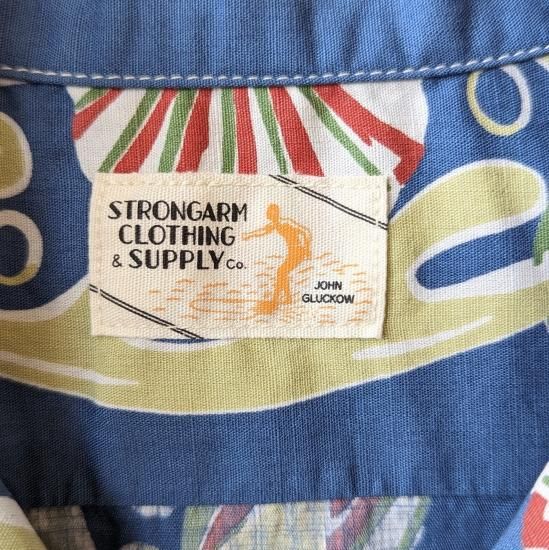 STRONGARM
CLOTHING
& SUPPLY Co.
JOHN
GLUCKOW